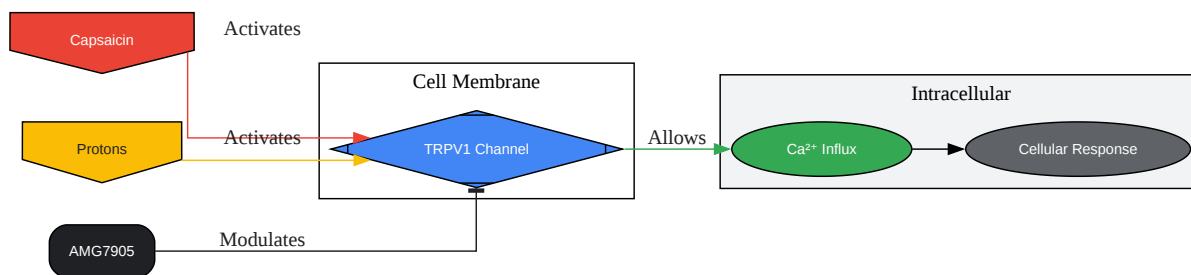 Capsaicin
Activates
Cell Membrane
Intracellular
Protons
Activates
TRPV1 Channel
Allows
Ca²⁺ Influx
Cellular Response
AMG7905
Modulates